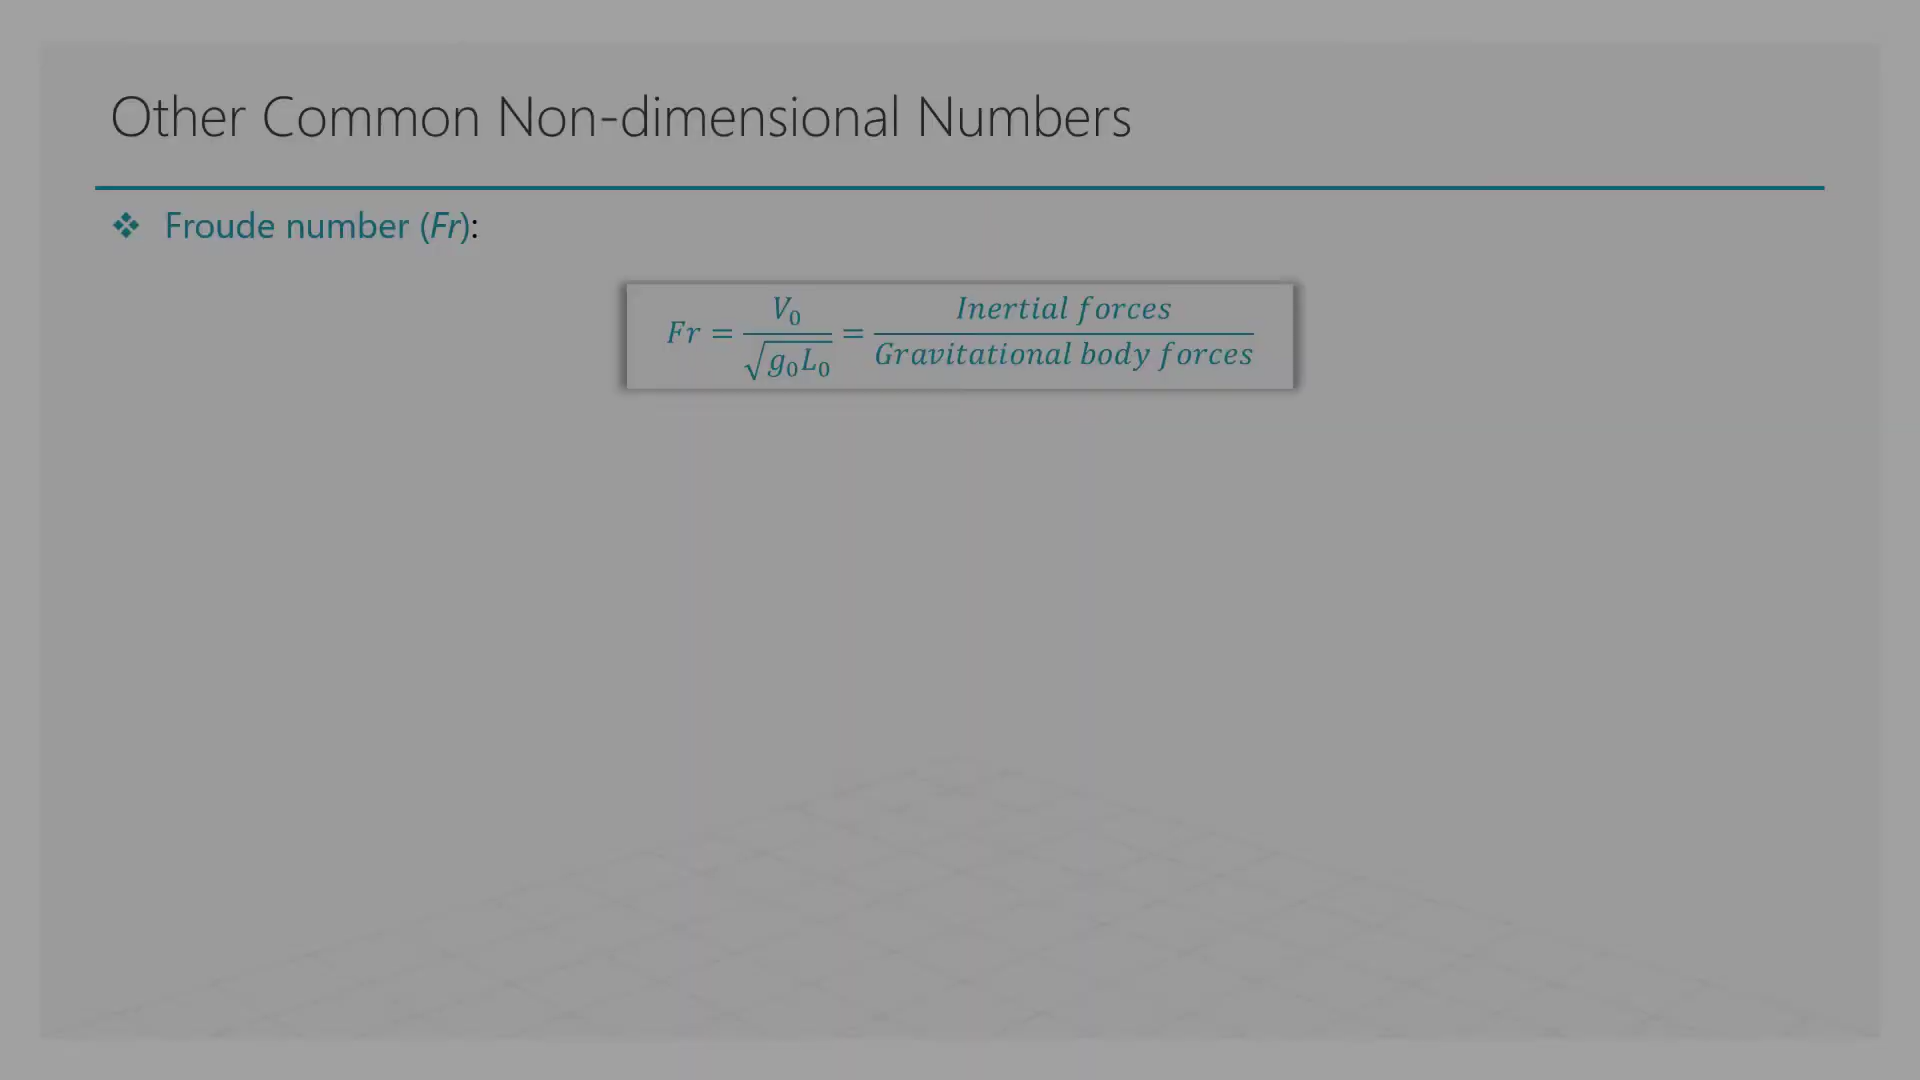 Other Common Non-dimensional Numbers
❖ Froude number (Fr):
Fr = V₀ / √(g₀L₀) = Inertial forces / Gravitational body forces